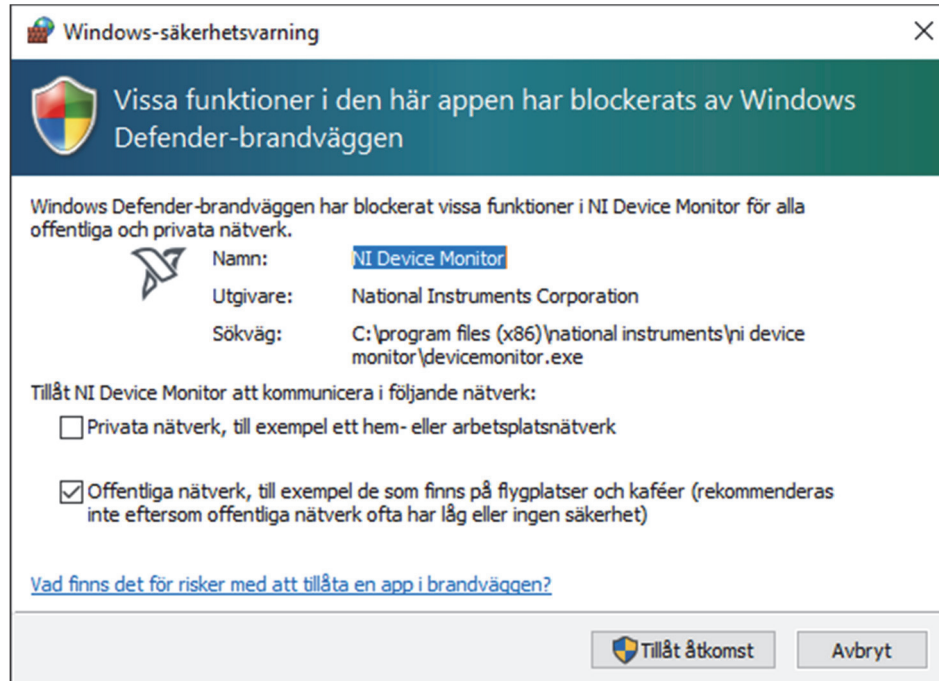 Windows-säkerhetsvarning
Vissa funktioner i den här appen har blockerats av Windows
Defender-brandväggen
Windows Defender-brandväggen har blockerat vissa funktioner i NI Device Monitor för alla
offentliga och privata nätverk.
Namn: NI Device Monitor
Utgivare: National Instruments Corporation
Sökväg: C:\program files (x86)\national instruments\ni device
monitor\devicemonitor.exe
Tillåt NI Device Monitor att kommunicera i följande nätverk:
Privata nätverk, till exempel ett hem- eller arbetsplatsnätverk
Offentliga nätverk, till exempel de som finns på flygplatser och kaféer (rekommenderas
inte eftersom offentliga nätverk ofta har låg eller ingen säkerhet)
Vad finns det för risker med att tillåta en app i brandväggen?
Tillåt åtkomst Avbryt